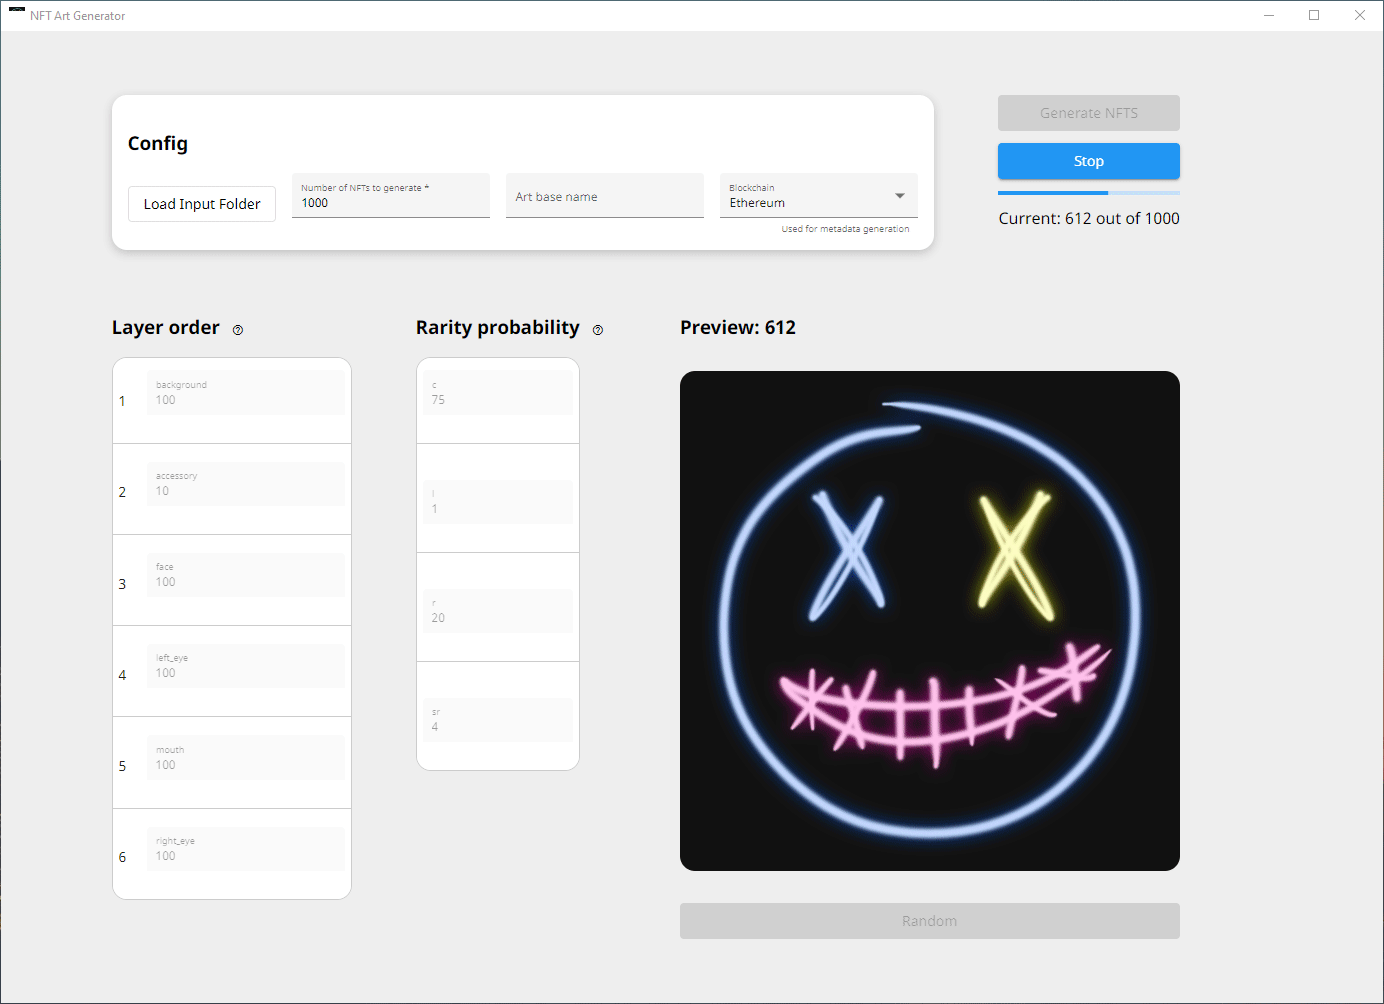 NFT Art Generator
Config
Load Input Folder
Number of NFTs to generate *
1000
Art base name
Blockchain
Ethereum
Used for metadata generation
Generate NFTS
Stop
Current: 612 out of 1000
Layer order
1
background
100
2
accessory
10
3
face
100
4
left_eye
100
5
mouth
100
6
right_eye
100
Rarity probability
c
75
l
1
r
20
sr
4
Preview: 612
Random